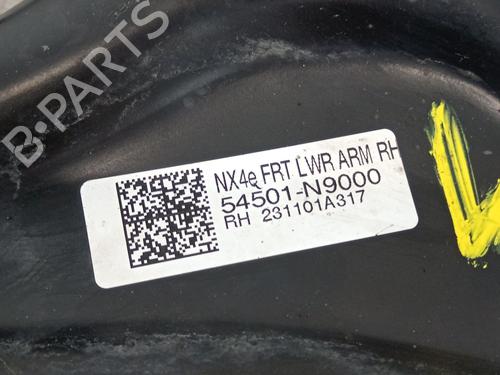 B-PARTS
NX4e FRT LWR ARM RH
54501-N9000
RH 231101A317